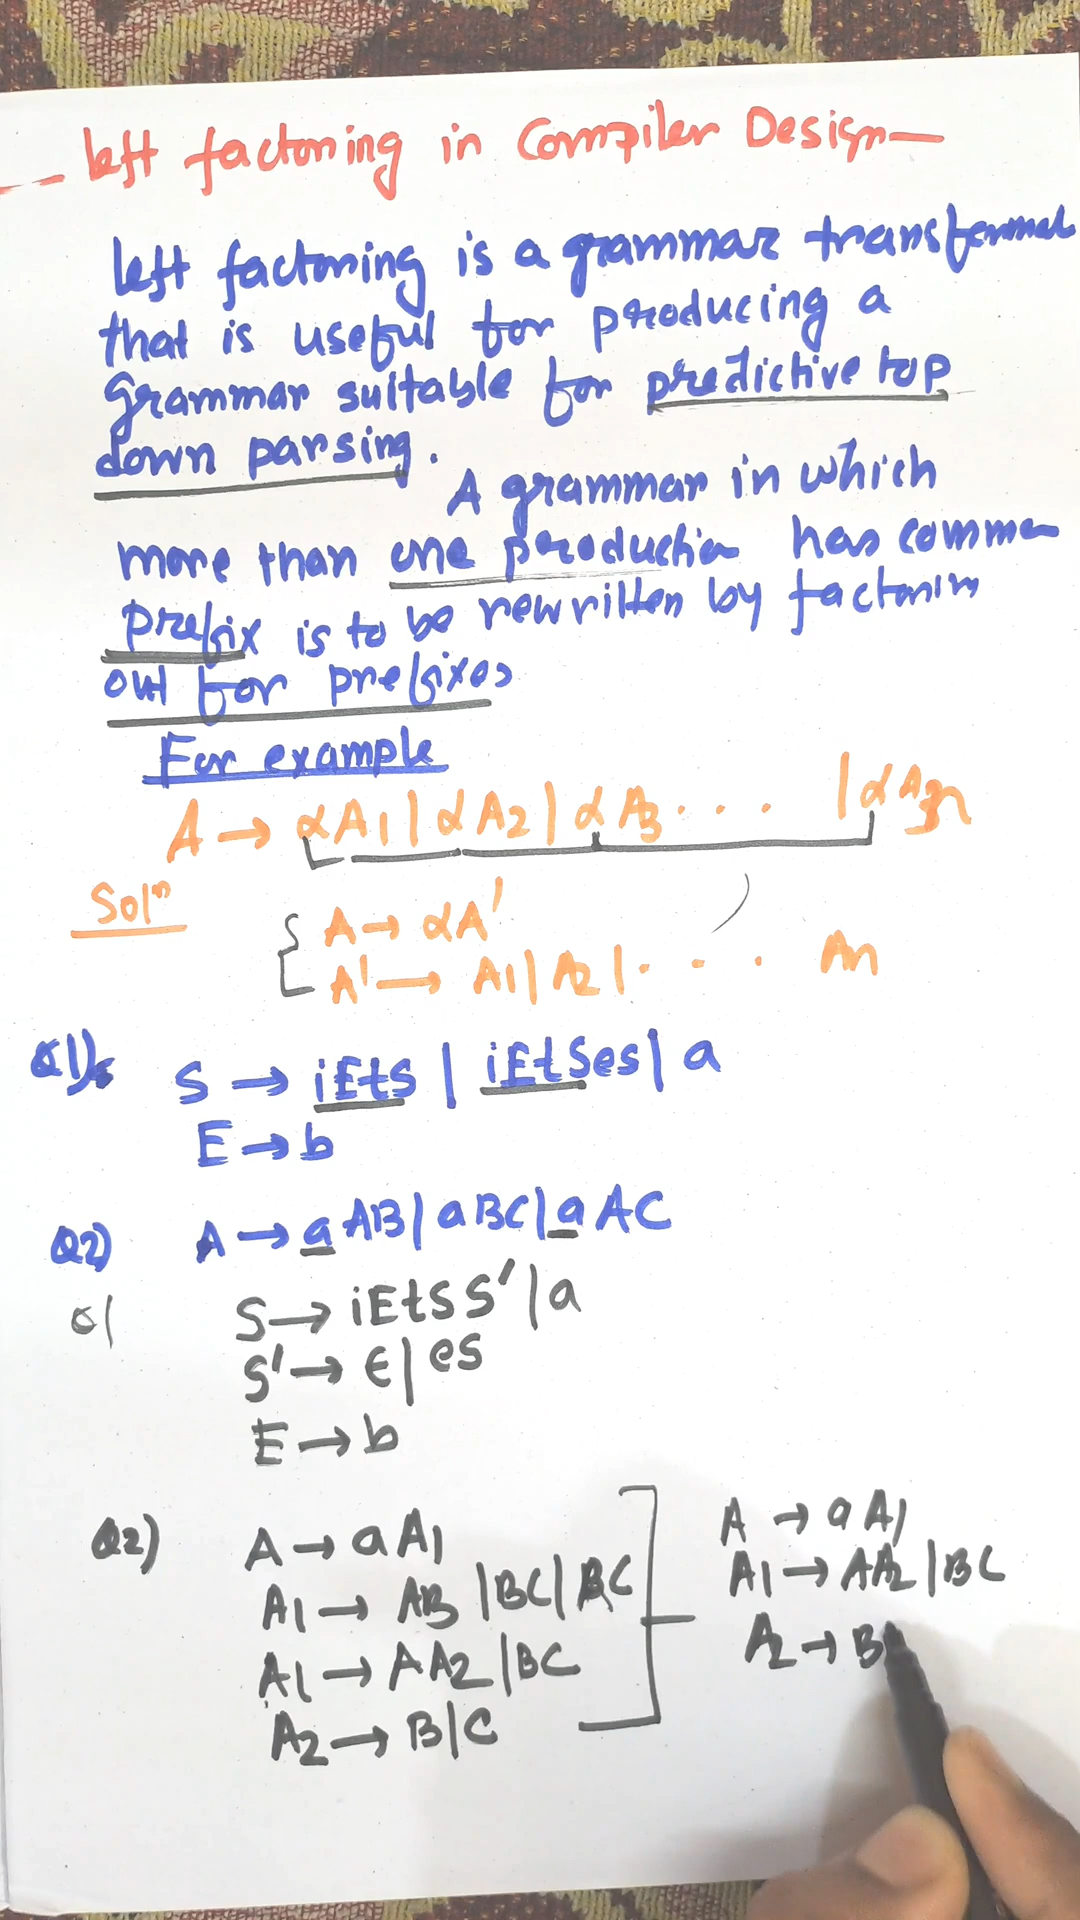 left factoring in Compiler Design
left factoring is a grammar transformal
that is useful for producing a
Grammar suitable for predictive top
down parsing.
A grammar in which
more than one production has common
prefix is to be rewritten by factoring
out for prefixes
For example
A → αA1 | αA2 | αA3 . . . | αAn
Solⁿ
A → αA'
A' → A1 | A2 | . . . An
Q1)
S → iEtS | iEtSes | a
E → b
Q2) A → aAB | aBC | aAC
S → iEtSS' | a
S' → ε | es
E → b
Q2) A → aA1
A1 → AB | BC | AC
A1 → AA2 | BC
A2 → B | C
A → aA1
A1 → AA2 | BC
A2 → B